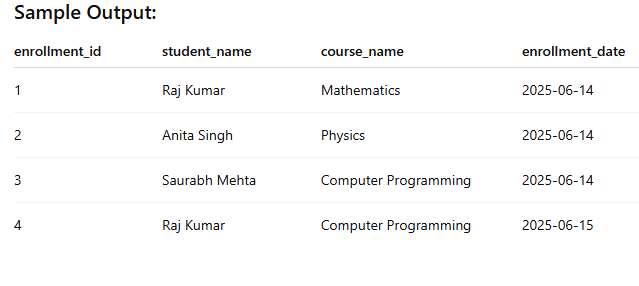 Sample Output:
enrollment_id student_name course_name enrollment_date
1 Raj Kumar Mathematics 2025-06-14
2 Anita Singh Physics 2025-06-14
3 Saurabh Mehta Computer Programming 2025-06-14
4 Raj Kumar Computer Programming 2025-06-15